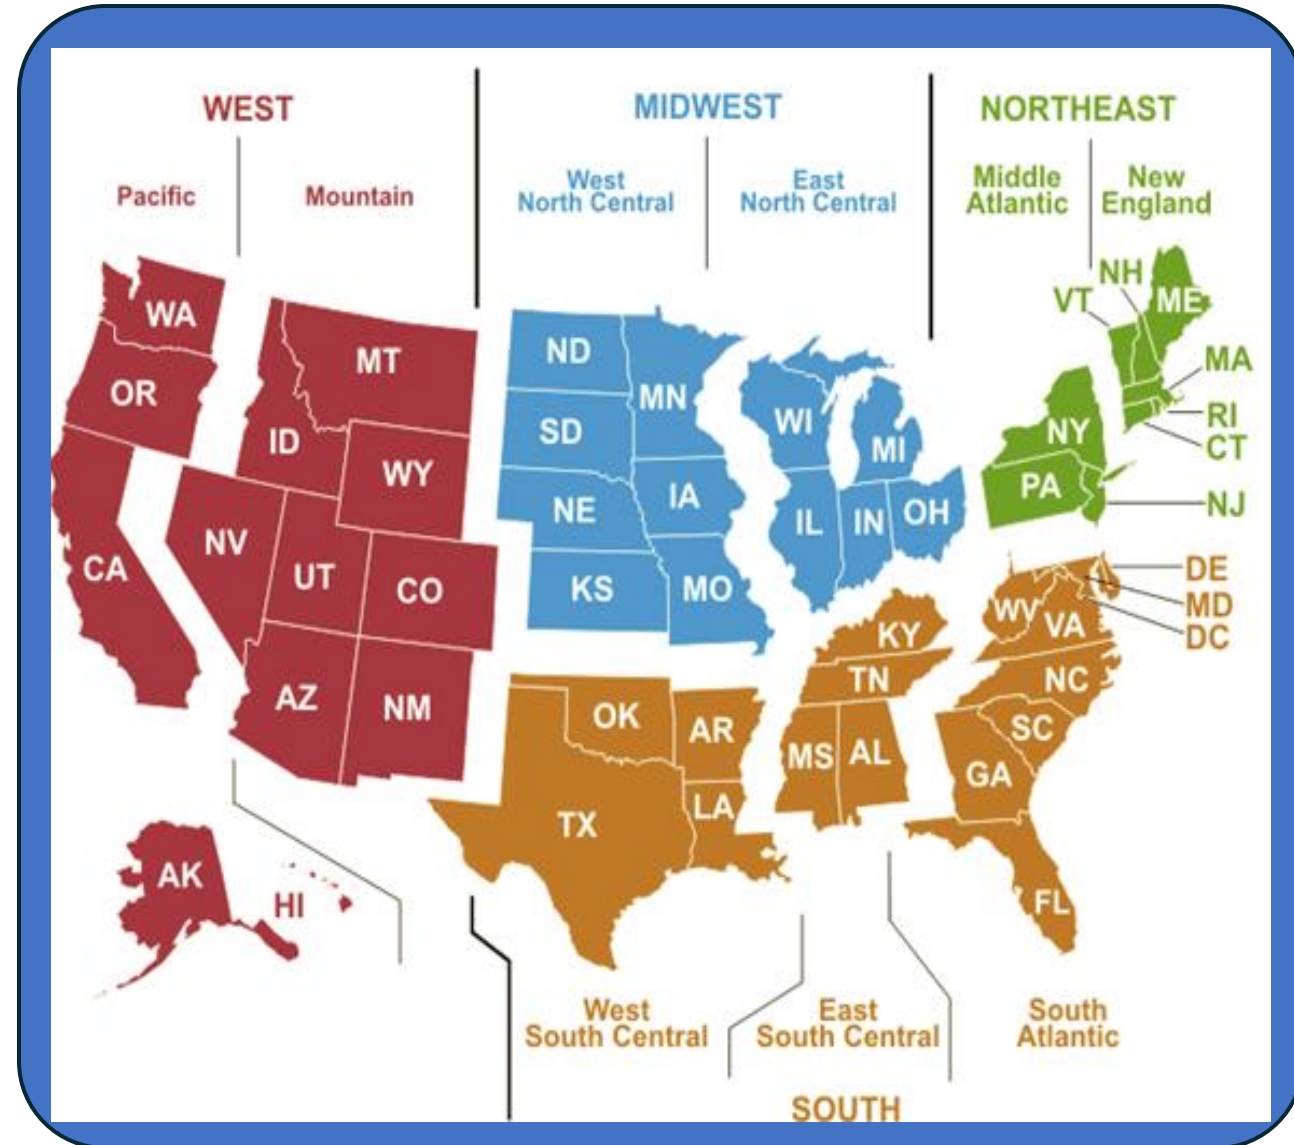 WEST
MIDWEST
NORTHEAST
Pacific
Mountain
West
North Central
East
North Central
Middle
Atlantic
New
England
WA
OR
CA
MT
ID
WY
NV
UT
CO
AZ
NM
AK
HI
ND
SD
NE
KS
MN
IA
MO
WI
MI
IL
IN
OH
NH
VT
ME
MA
RI
CT
NY
PA
NJ
DE
MD
DC
WV
VA
KY
TN
NC
SC
GA
FL
OK
AR
TX
LA
MS
AL
West
South Central
East
South Central
South
Atlantic
SOUTH